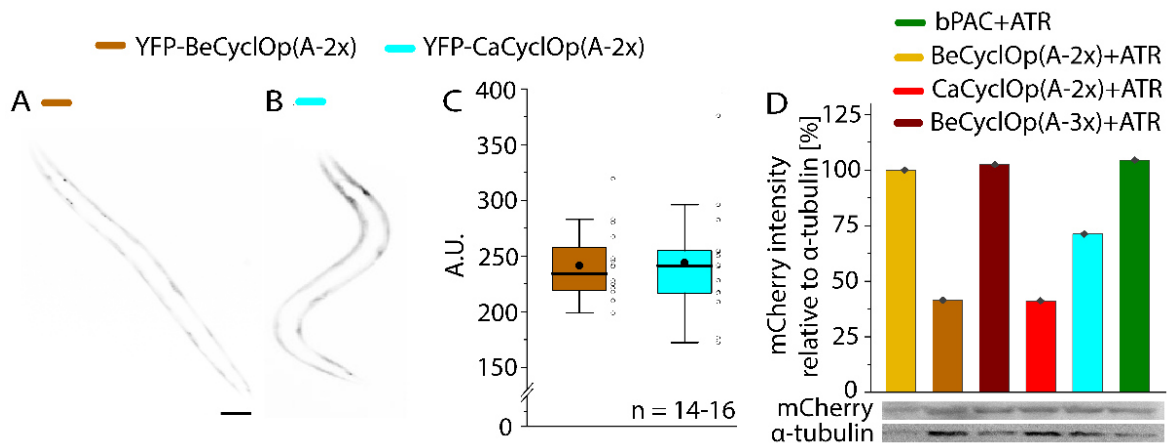 YFP-BeCyclOp(A-2x) YFP-CaCyclOp(A-2x)
A
B
C
400
350
300
250
200
150
0
A.U.
n = 14-16
bPAC+ATR
BeCyclOp(A-2x)+ATR
CaCyclOp(A-2x)+ATR
BeCyclOp(A-3x)+ATR
D
mCherry intensity
relative to α-tubulin [%]
125
100
75
50
25
0
mCherry
α-tubulin